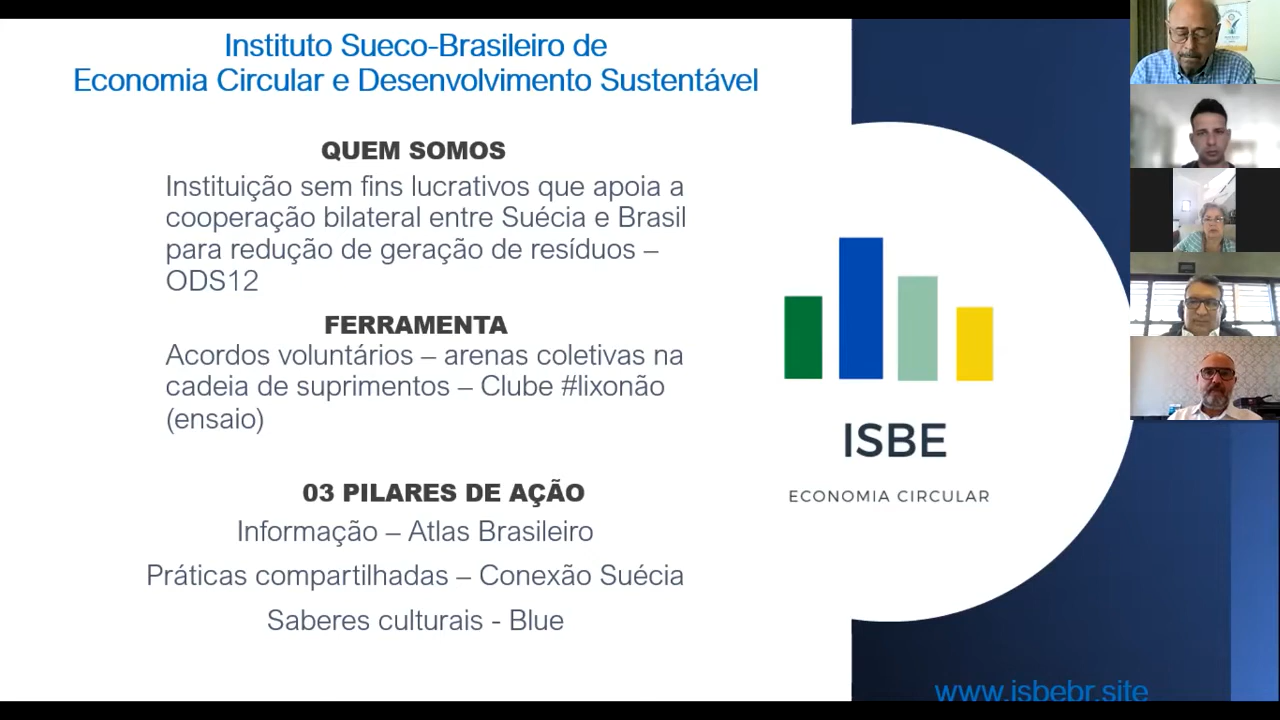 Instituto Sueco-Brasileiro de
Economia Circular e Desenvolvimento Sustentável
QUEM SOMOS
Instituição sem fins lucrativos que apoia a
cooperação bilateral entre Suécia e Brasil
para redução de geração de resíduos –
ODS12
FERRAMENTA
Acordos voluntários – arenas coletivas na
cadeia de suprimentos – Clube #lixonão
(ensaio)
03 PILARES DE AÇÃO
Informação – Atlas Brasileiro
Práticas compartilhadas – Conexão Suécia
Saberes culturais - Blue
ISBE
ECONOMIA CIRCULAR
www.isbebr.site